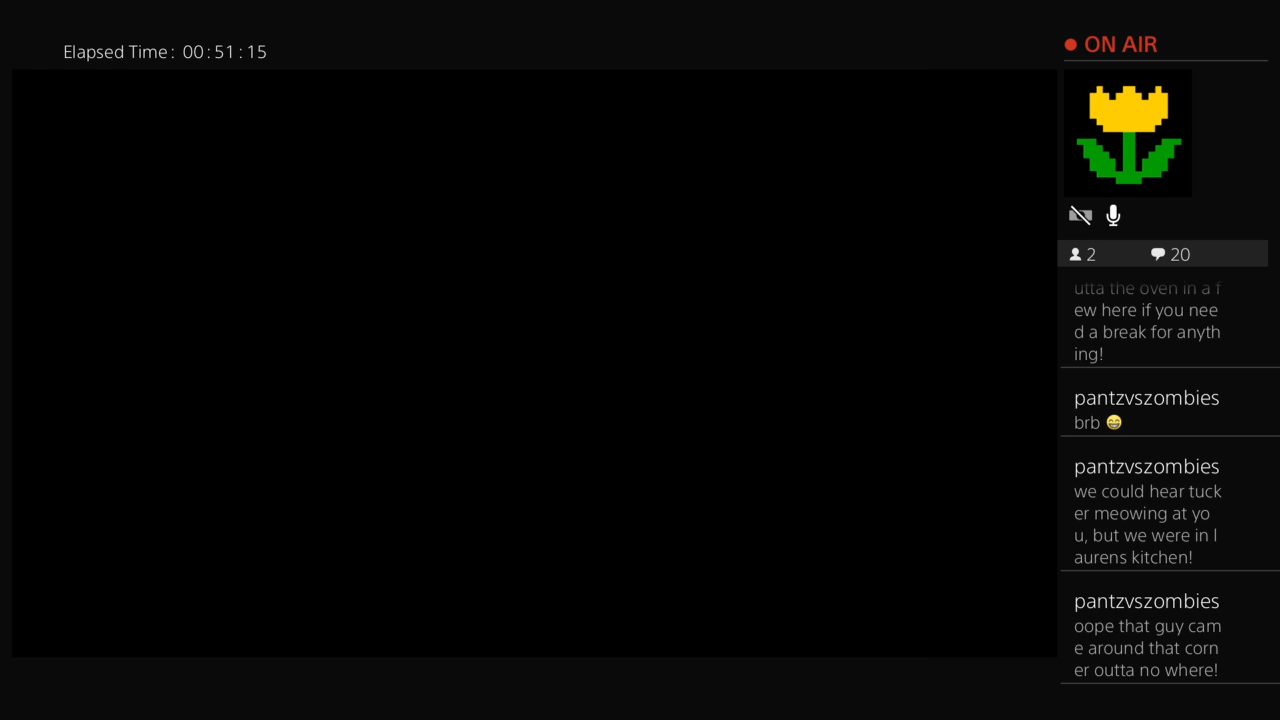 Elapsed Time: 00:51:15
ON AIR
2 20
utta the oven in a f
ew here if you nee
d a break for anyth
ing!
pantzvszombies
brb 😁
pantzvszombies
we could hear tuck
er meowing at yo
u, but we were in l
aurens kitchen!
pantzvszombies
oope that guy cam
e around that corn
er outta no where!